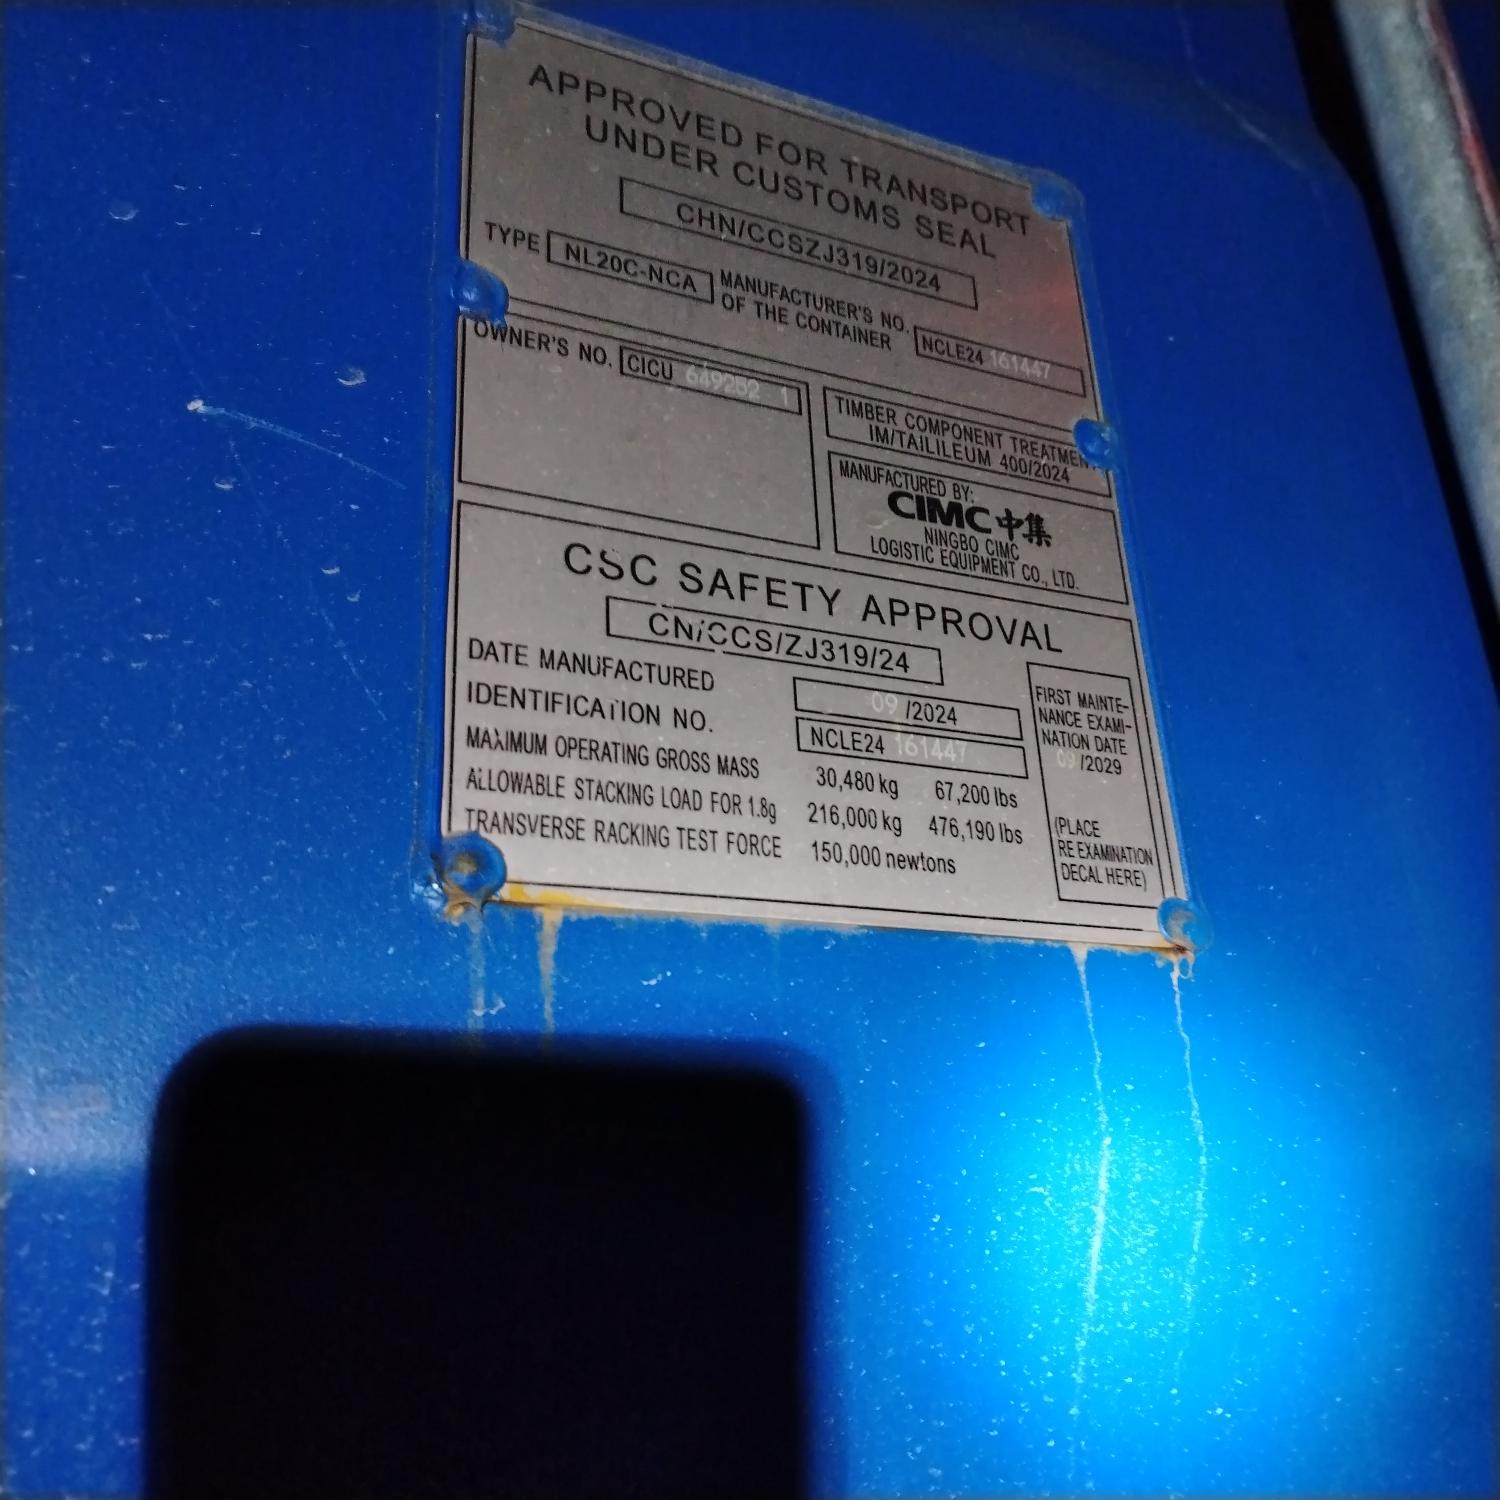 APPROVED FOR TRANSPORT
UNDER CUSTOMS SEAL
CHN/CCSZJ319/2024
TYPE NL20C-NCA MANUFACTURER'S NO. OF THE CONTAINER NCLE24 161447
OWNER'S NO. CICU 649252 1
TIMBER COMPONENT TREATMENT
IM/TAILILEUM 400/2024
MANUFACTURED BY:
CIMC 中集
NINGBO CIMC
LOGISTIC EQUIPMENT CO., LTD.
CSC SAFETY APPROVAL
CN/CCS/ZJ319/24
DATE MANUFACTURED 09 /2024
IDENTIFICATION NO. NCLE24 161447
MAXIMUM OPERATING GROSS MASS 30,480 kg 67,200 lbs
ALLOWABLE STACKING LOAD FOR 1.8g 216,000 kg 476,190 lbs
TRANSVERSE RACKING TEST FORCE 150,000 newtons
FIRST MAINTE-
NANCE EXAMI-
NATION DATE
09 /2029
(PLACE
RE EXAMINATION
DECAL HERE)